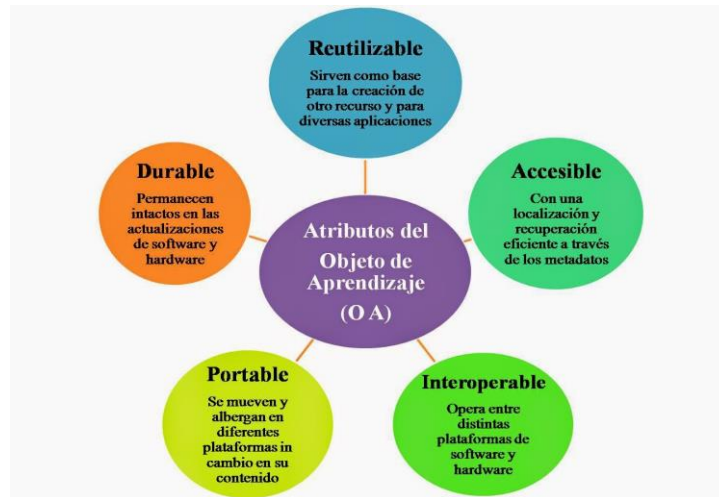 Reutilizable
Sirven como base
para la creación de
otro recurso y para
diversas aplicaciones
Durable
Permanecen
intactos en las
actualizaciones
de software y
hardware
Accesible
Con una
localización y
recuperación
eficiente a través
de los metadatos
Atributos del
Objeto de
Aprendizaje
(O A)
Portable
Se mueven y
albergan en
diferentes
plataformas in
cambio en su
contenido
Interoperable
Opera entre
distintas
plataformas de
software y
hardware